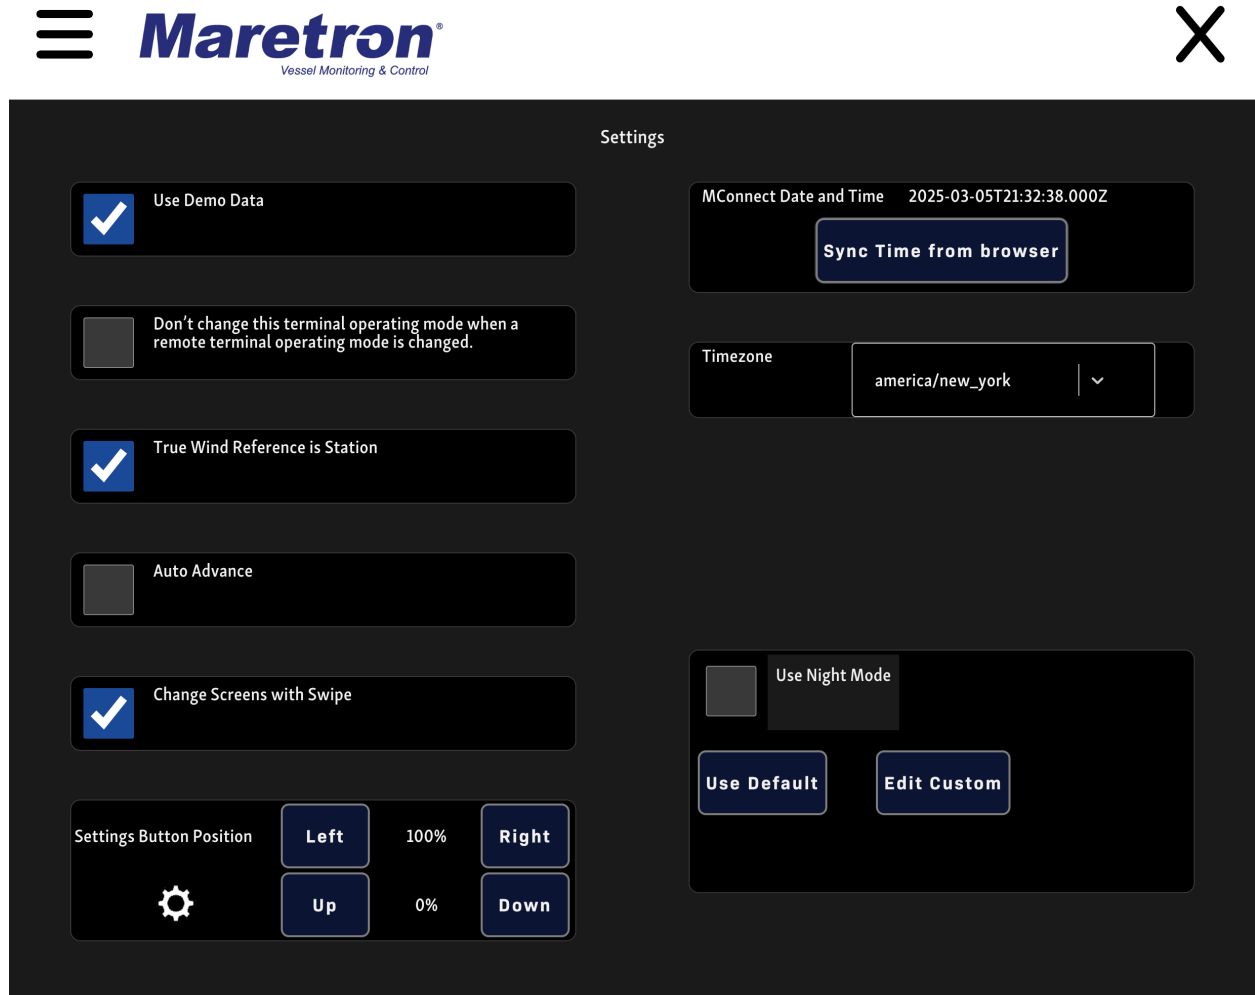 Maretron®
Vessel Monitoring & Control
Settings
Use Demo Data
Don't change this terminal operating mode when a
remote terminal operating mode is changed.
True Wind Reference is Station
Auto Advance
Change Screens with Swipe
Settings Button Position
Left
100%
Right
Up
0%
Down
MConnect Date and Time 2025-03-05T21:32:38.000Z
Sync Time from browser
Timezone
america/new_york
Use Night Mode
Use Default
Edit Custom